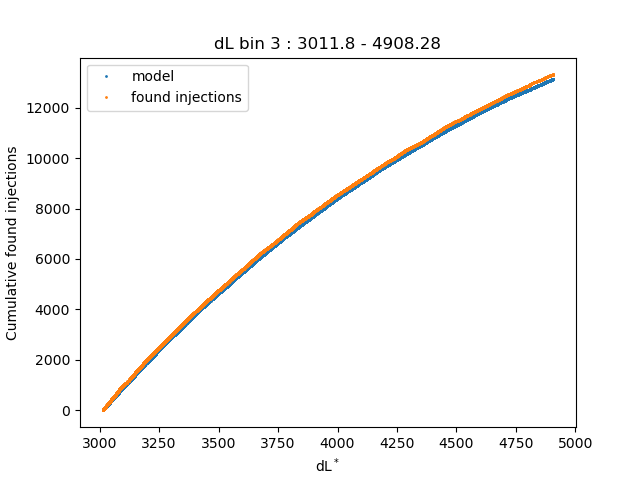 dL bin 3 : 3011.8 - 4908.28
model
found injections
Cumulative found injections
12000
10000
8000
6000
4000
2000
0
3000 3250 3500 3750 4000 4250 4500 4750 5000
dL*